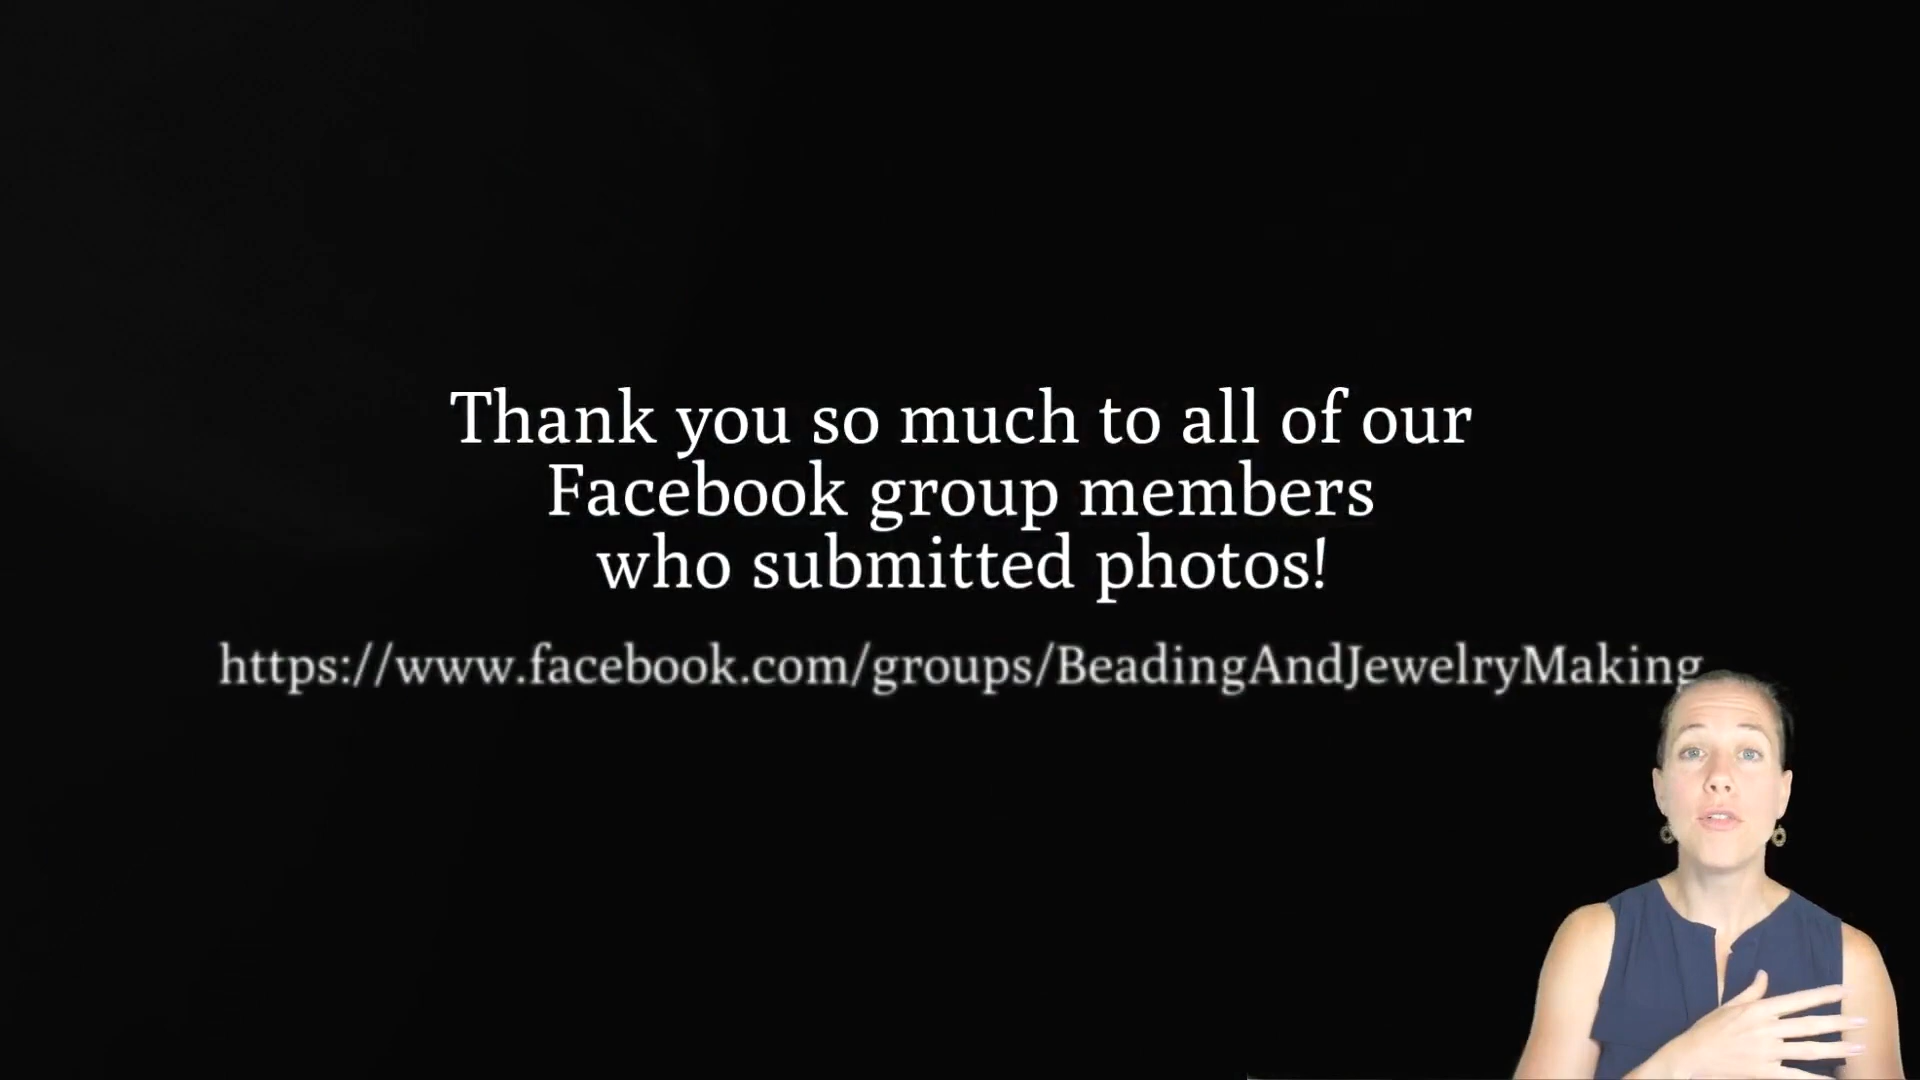 Thank you so much to all of our
Facebook group members
who submitted photos!
https://www.facebook.com/groups/BeadingAndJewelryMaking